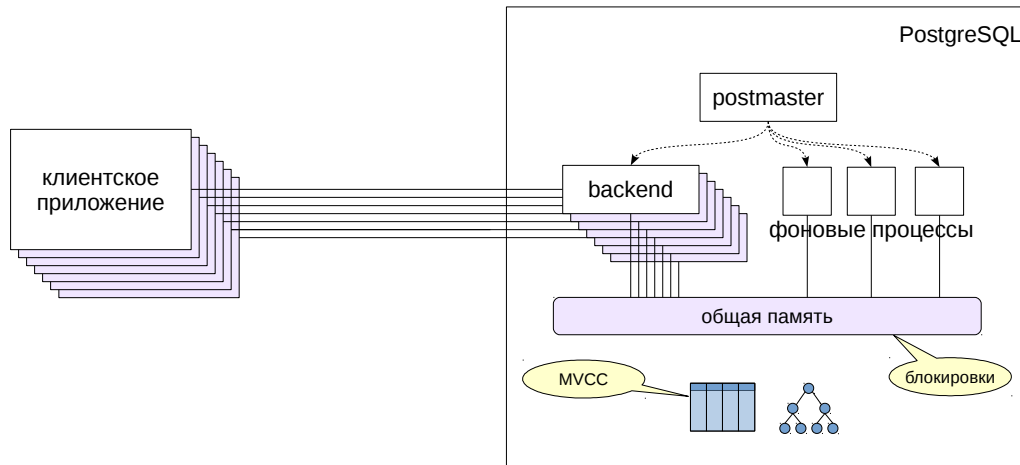 PostgreSQL
postmaster
клиентское
приложение
backend
фоновые процессы
общая память
MVCC
блокировки